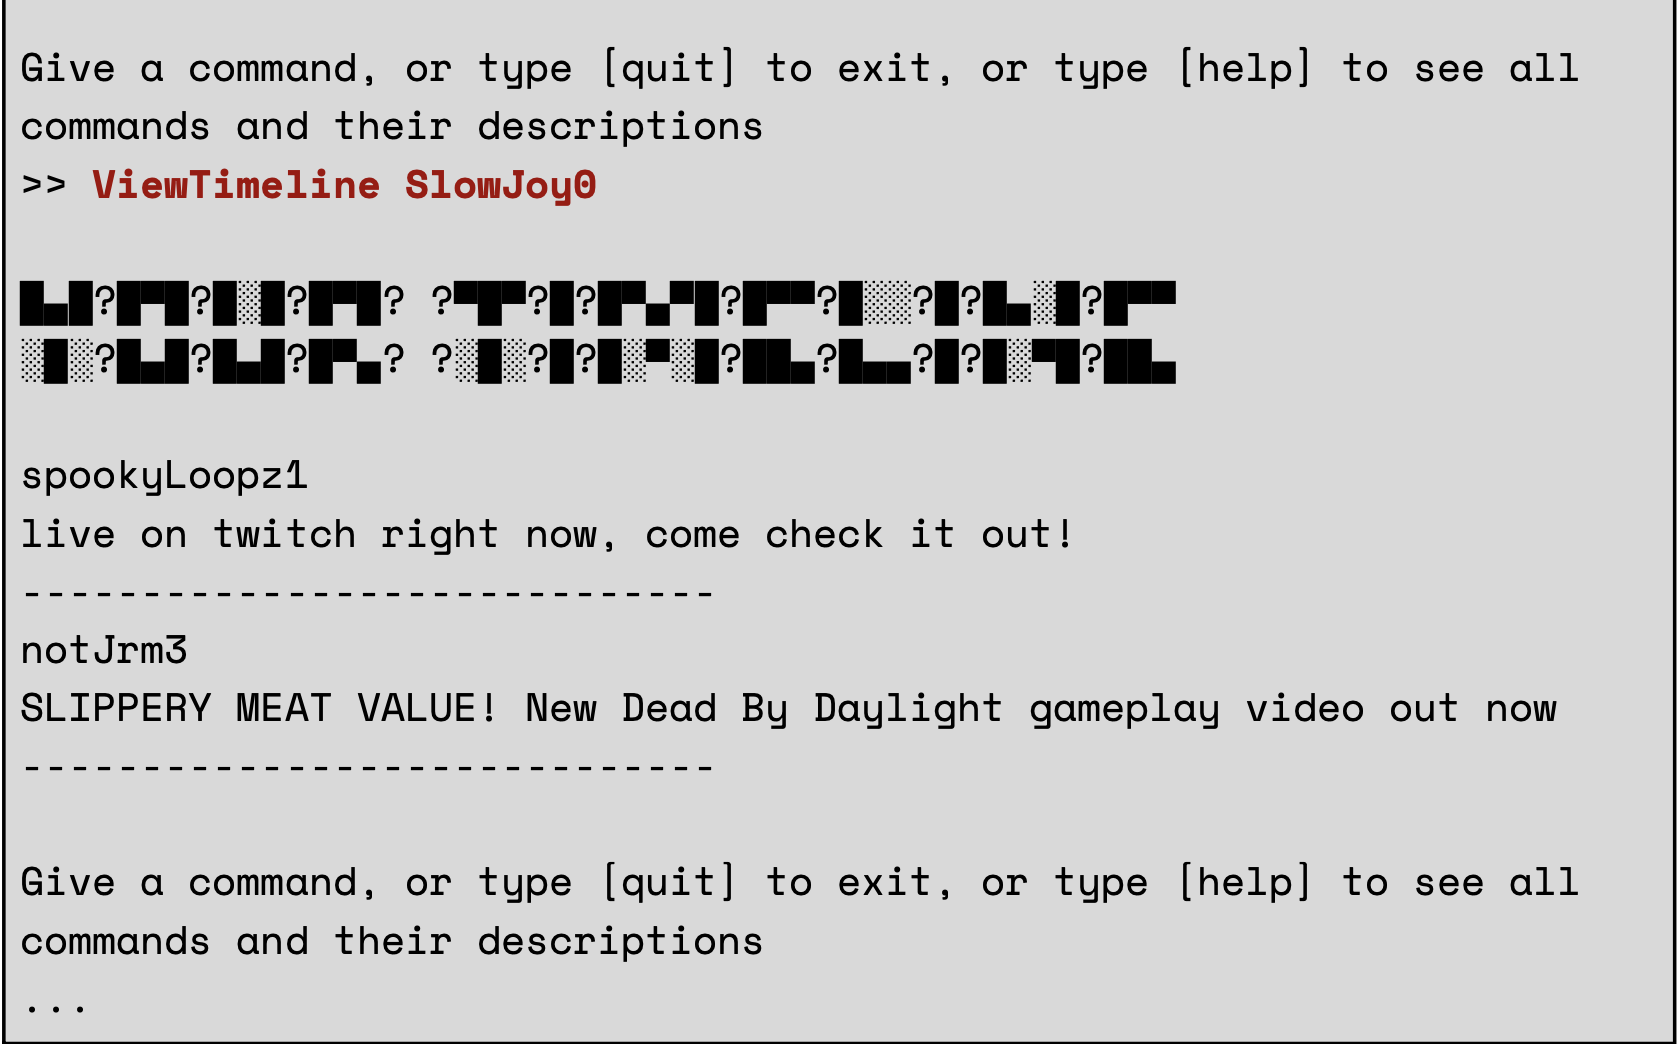 Give a command, or type [quit] to exit, or type [help] to see all
commands and their descriptions
>> ViewTimeline SlowJoy0
█▄█?█▀█?█░█?█▀█? ?▀█▀?█?█▀▄▀█?█▀▀?█░░?█?█▄░█?█▀▀
░█░?█▄█?█▄█?█▀▄? ?░█░?█?█░▀░█?██▄?█▄▄?█?█░▀█?██▄
spookyLoopz1
live on twitch right now, come check it out!
-----------------------------
notJrm3
SLIPPERY MEAT VALUE! New Dead By Daylight gameplay video out now
-----------------------------
Give a command, or type [quit] to exit, or type [help] to see all
commands and their descriptions
...